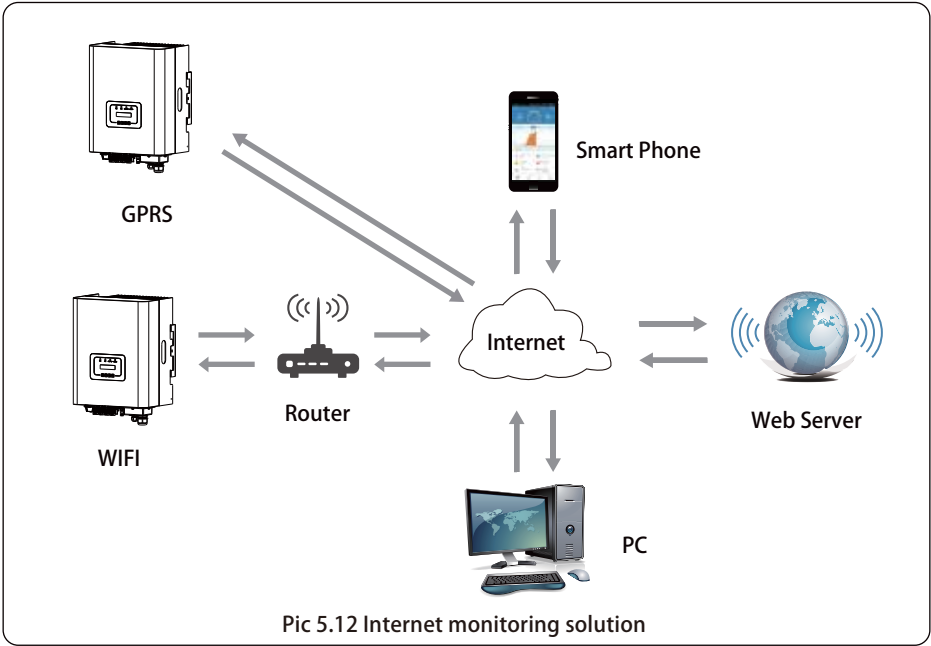 Smart Phone
GPRS
Internet
Router
Web Server
WIFI
PC
Pic 5.12 Internet monitoring solution